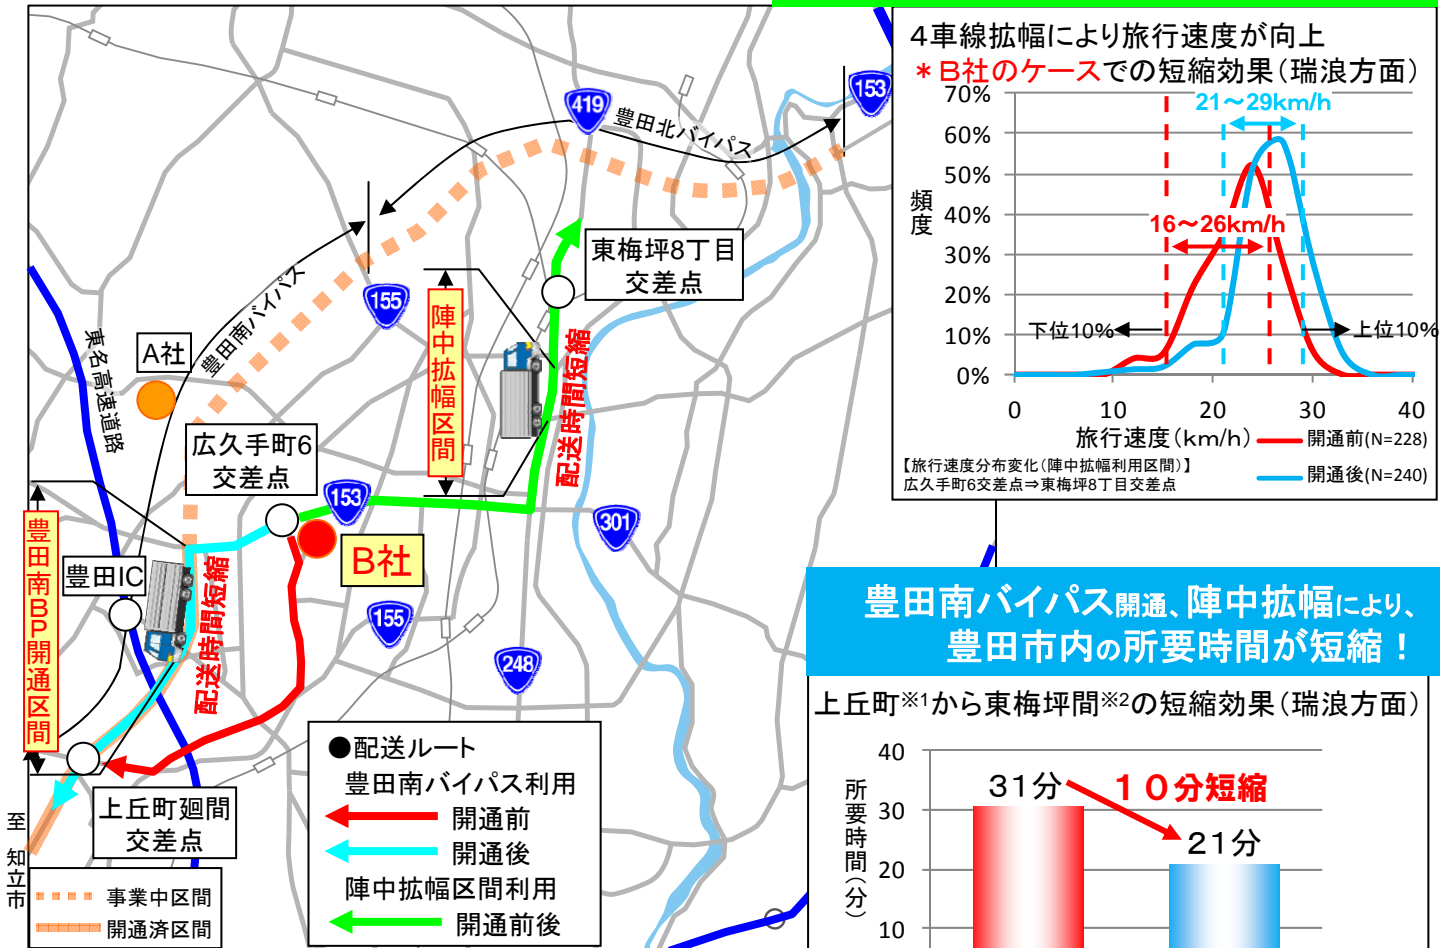 419
153
豊田北バイパス
155
豊田南バイパス
東名高速道路
A社
東梅坪8丁目
交差点
陣中拡幅区間
配送時間短縮
広久手町6
交差点
153
B社
301
155
248
豊田IC
豊田南BP開通区間
配送時間短縮
上丘町廻間
交差点
至 知立市
事業中区間
開通済区間
●配送ルート
豊田南バイパス利用
開通前
開通後
陣中拡幅区間利用
開通前後
4車線拡幅により旅行速度が向上
*B社のケースでの短縮効果(瑞浪方面)
70%
60%
50%
40%
30%
20%
10%
0%
頻度
21~29km/h
16~26km/h
下位10%
上位10%
0 10 20 30 40
旅行速度(km/h)
開通前(N=228)
開通後(N=240)
【旅行速度分布変化(陣中拡幅利用区間)】
広久手町6交差点⇒東梅坪8丁目交差点
豊田南バイパス開通、陣中拡幅により、
豊田市内の所要時間が短縮!
上丘町※1から東梅坪間※2の短縮効果(瑞浪方面)
所要時間(分)
40
30
20
10
31分
10分短縮
21分